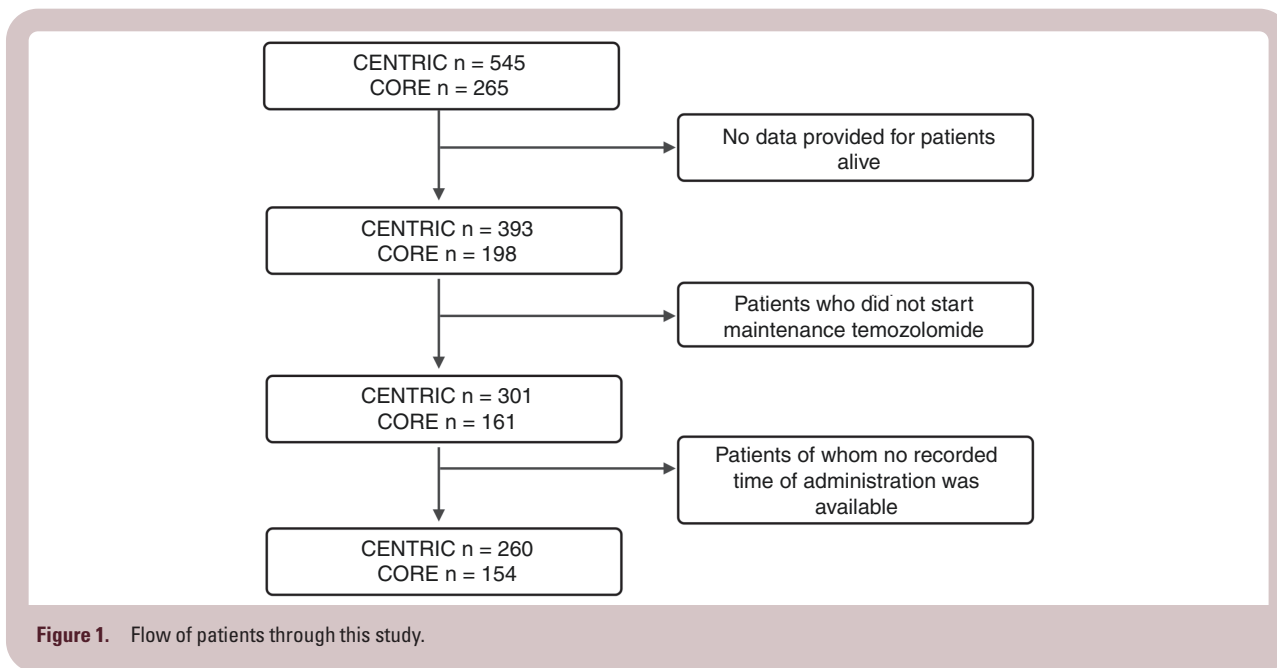 CENTRIC n = 545
CORE n = 265
No data provided for patients
alive
CENTRIC n = 393
CORE n = 198
Patients who did not start
maintenance temozolomide
CENTRIC n = 301
CORE n = 161
Patients of whom no recorded
time of administration was
available
CENTRIC n = 260
CORE n = 154
Figure 1. Flow of patients through this study.